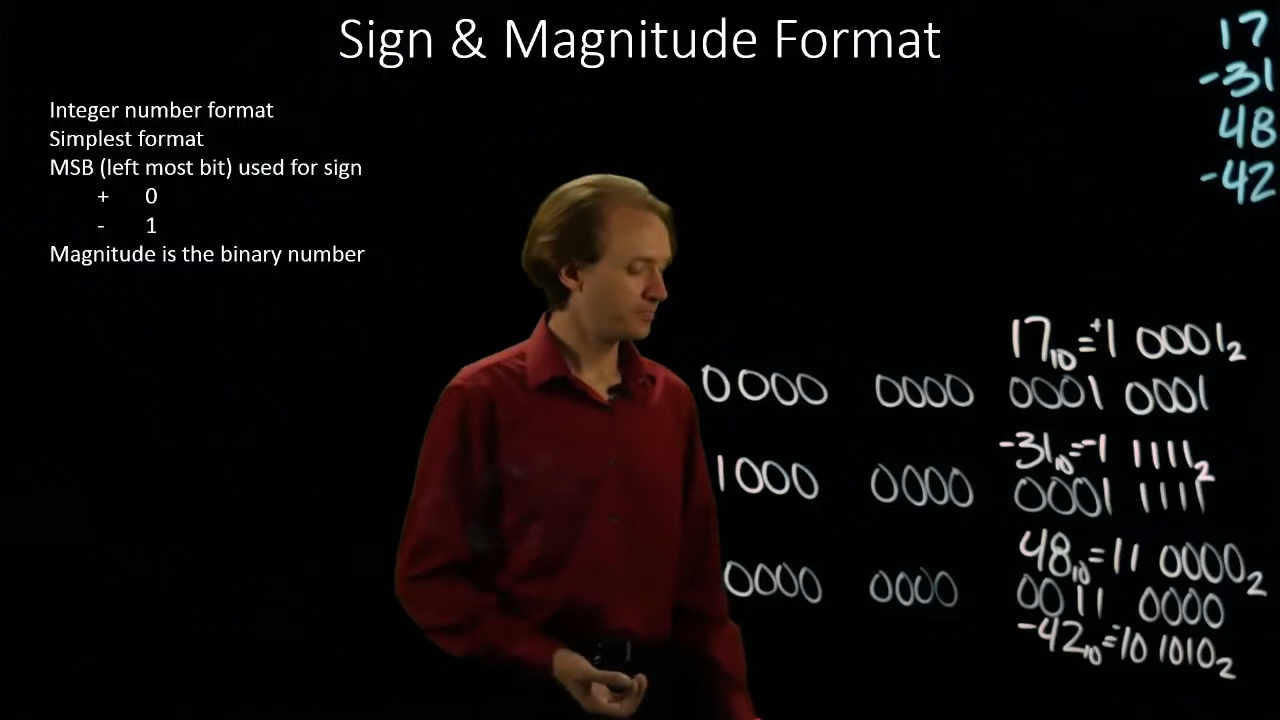 Sign & Magnitude Format
17
-31
48
-42
Integer number format
Simplest format
MSB (left most bit) used for sign
+ 0
- 1
Magnitude is the binary number
17₁₀=+1 0001₂
0000 0000 0001 0001
-31₁₀=-1 1111₂
1000 0000 0001 1111
48₁₀=11 0000₂
0000 0000 0011 0000
-42₁₀=-10 1010₂